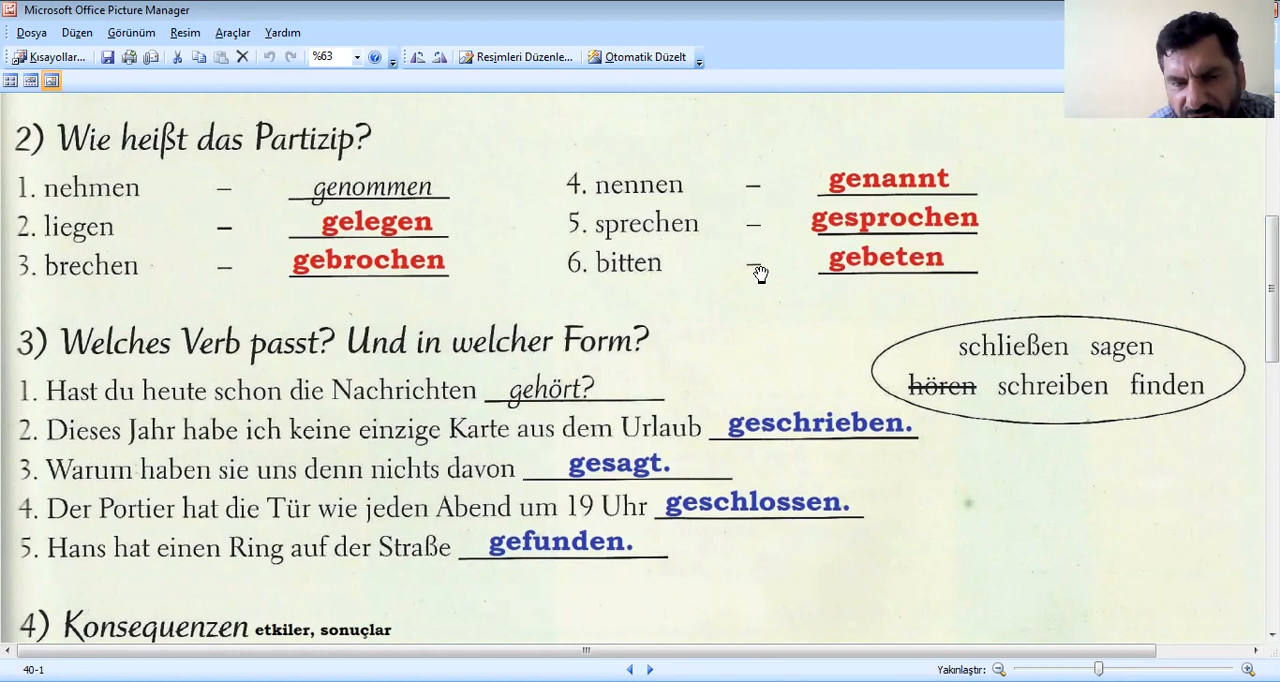 Microsoft Office Picture Manager
Dosya Düzen Görünüm Resim Araçlar Yardım
Kısayollar... %63 Resimleri Düzenle... Otomatik Düzelt
2) Wie heißt das Partizip?
1. nehmen – genommen
2. liegen – gelegen
3. brechen – gebrochen
4. nennen – genannt
5. sprechen – gesprochen
6. bitten – gebeten
3) Welches Verb passt? Und in welcher Form?
schließen sagen
hören schreiben finden
1. Hast du heute schon die Nachrichten gehört?
2. Dieses Jahr habe ich keine einzige Karte aus dem Urlaub geschrieben.
3. Warum haben sie uns denn nichts davon gesagt.
4. Der Portier hat die Tür wie jeden Abend um 19 Uhr geschlossen.
5. Hans hat einen Ring auf der Straße gefunden.
4) Konsequenzen etkiler, sonuçlar
40-1 Yakınlaştır: